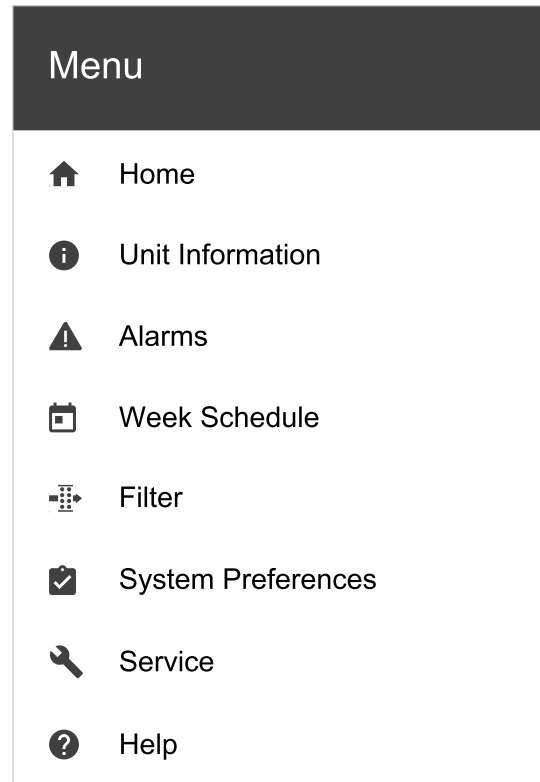 Menu
Home
Unit Information
Alarms
Week Schedule
Filter
System Preferences
Service
Help